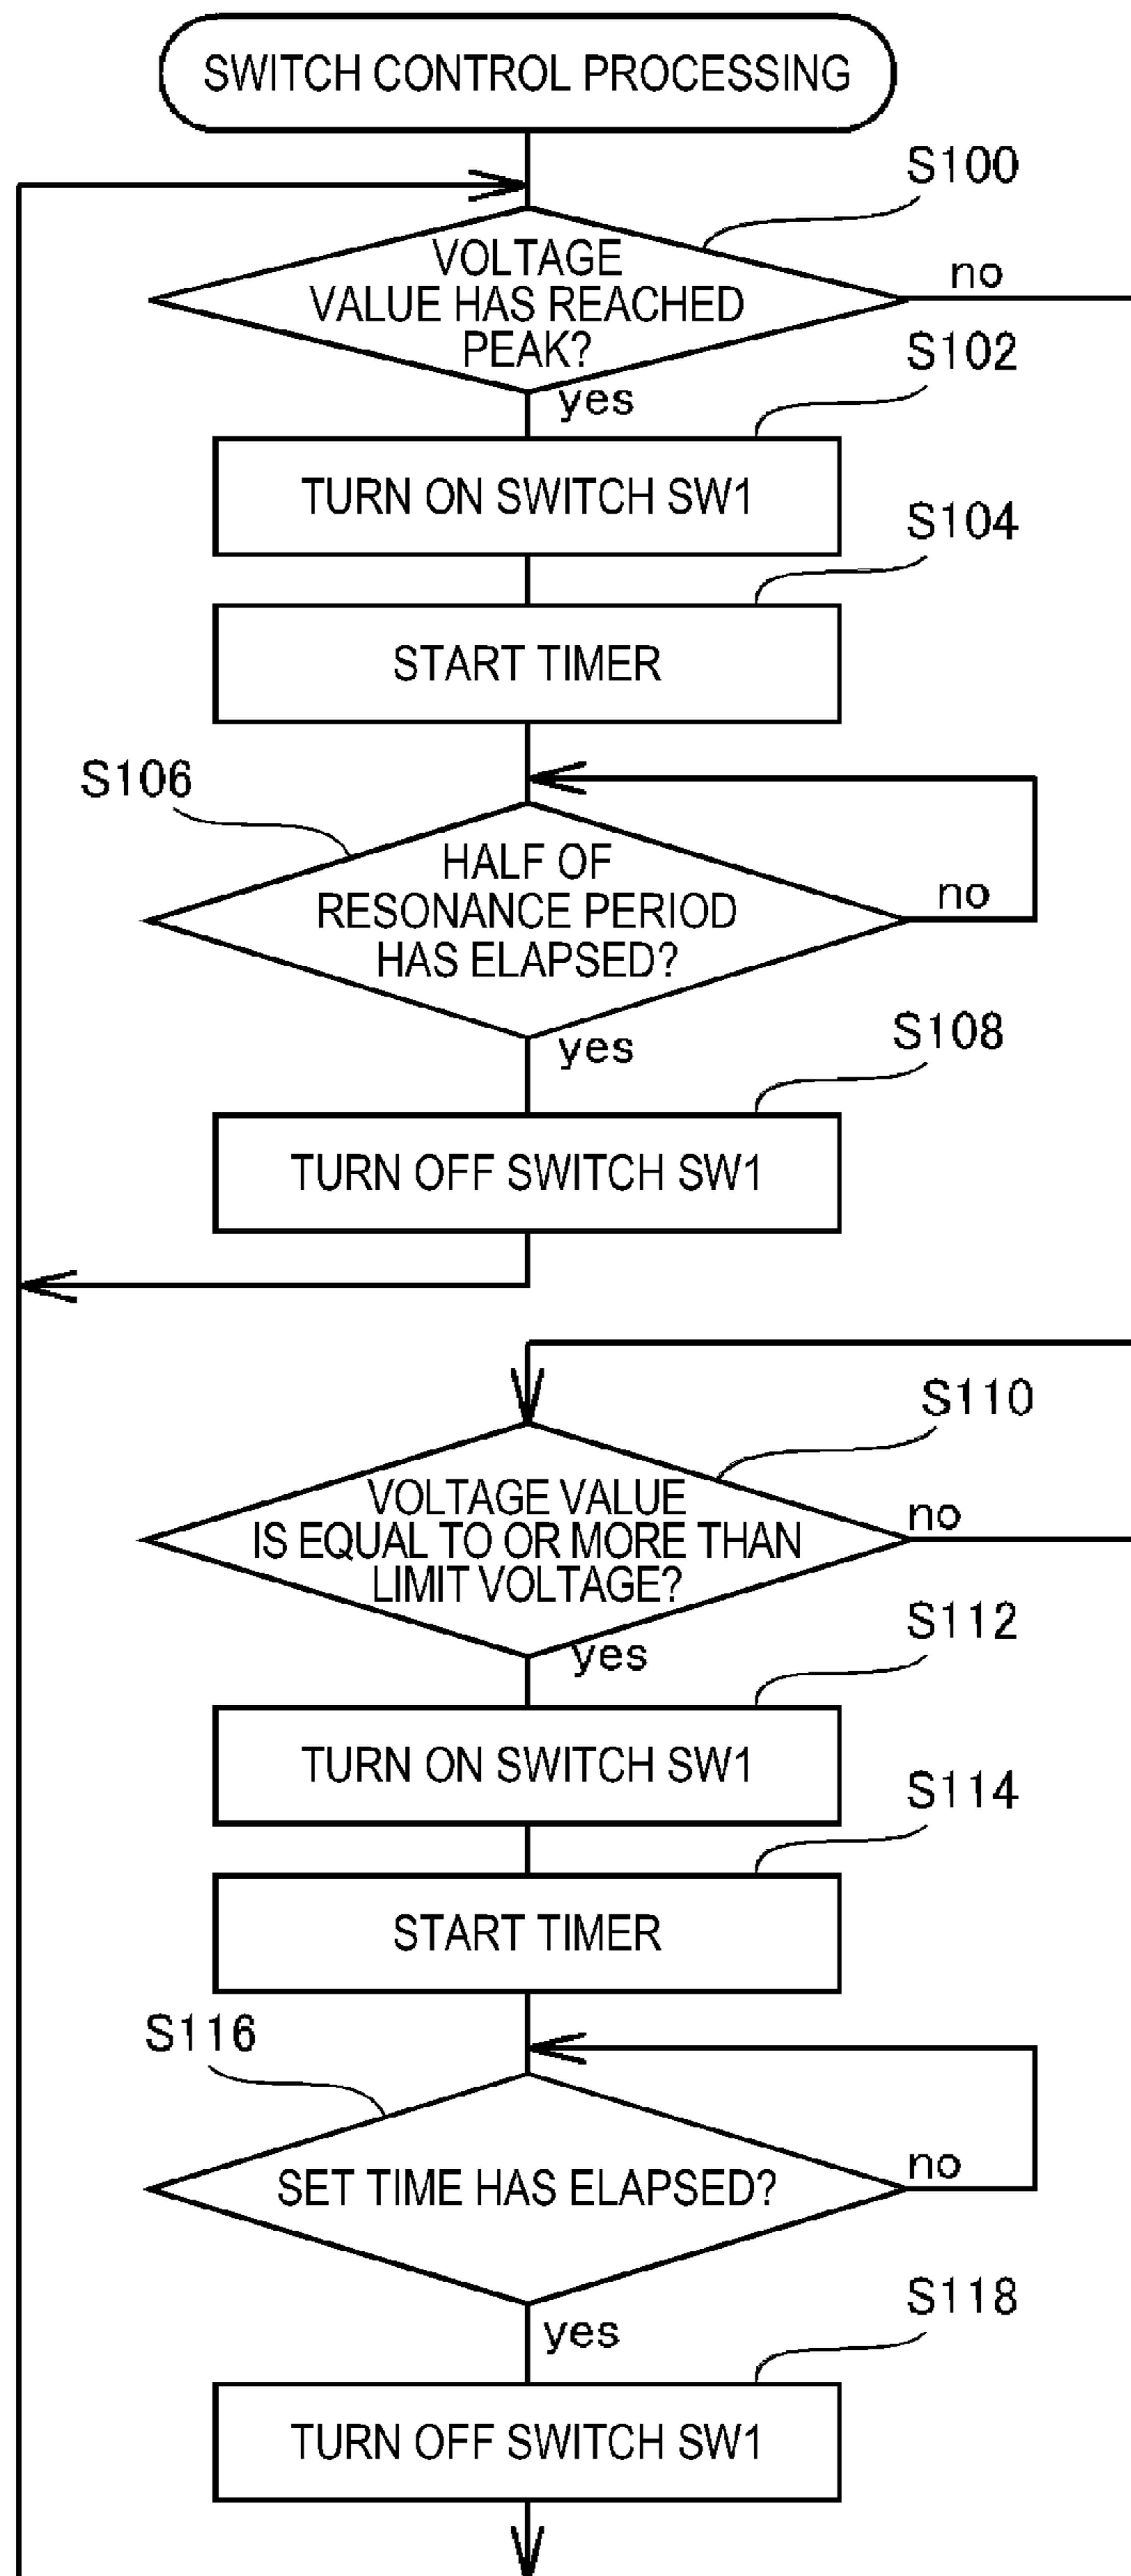 SWITCH CONTROL PROCESSING
S100
VOLTAGE
VALUE HAS REACHED
PEAK?
no
yes
S102
TURN ON SWITCH SW1
S104
START TIMER
S106
HALF OF
RESONANCE PERIOD
HAS ELAPSED?
no
yes
S108
TURN OFF SWITCH SW1
S110
VOLTAGE VALUE
IS EQUAL TO OR MORE THAN
LIMIT VOLTAGE?
no
yes
S112
TURN ON SWITCH SW1
S114
START TIMER
S116
SET TIME HAS ELAPSED?
no
yes
S118
TURN OFF SWITCH SW1